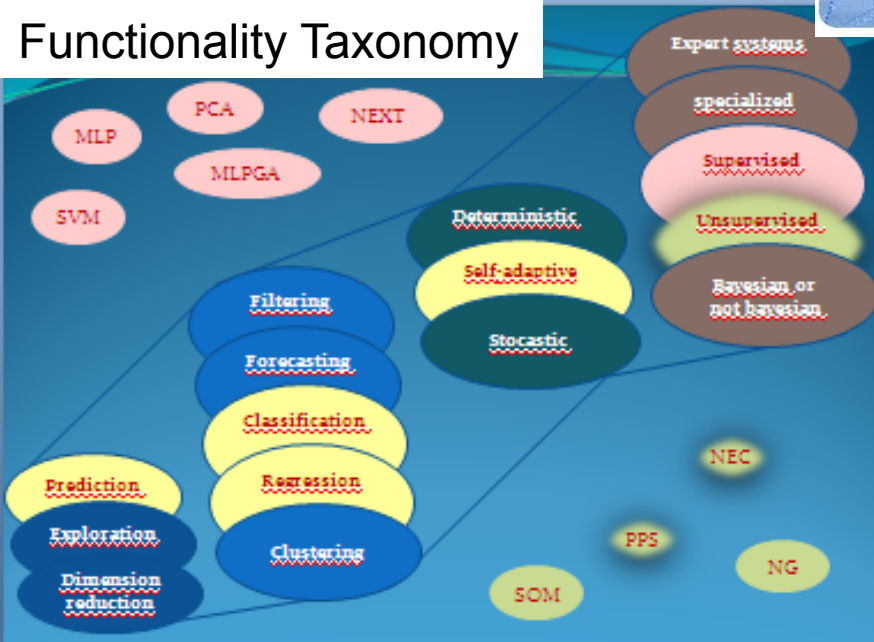 Functionality Taxonomy
MLP
PCA
NEXT
MLPGA
SVM
Expert systems
specialized
Supervised
Unsupervised
Bayesian or
not bayesian
Deterministic
Self-adaptive
Stocastic
Filtering
Forecasting
Classification
Regression
Clustering
Prediction
Exploration
Dimension
reduction
NEC
PPS
NG
SOM